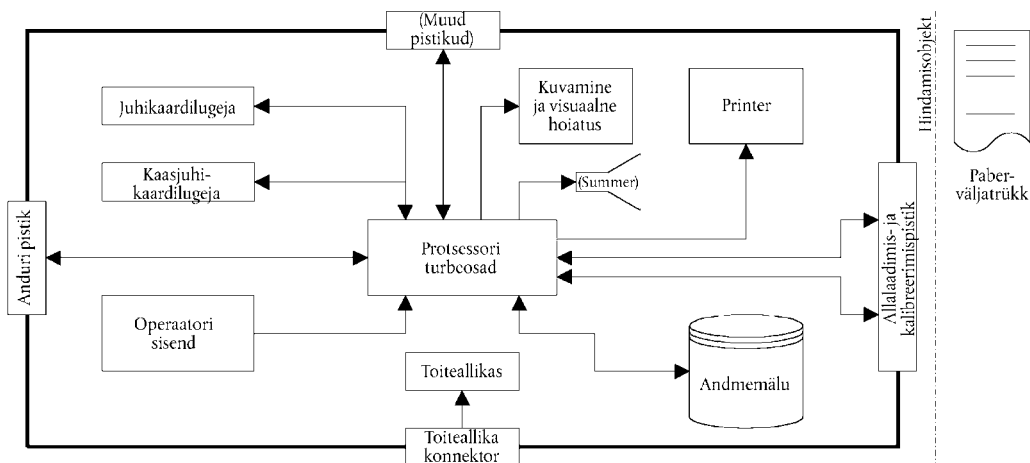 (Muud
pistikud)
Juhikaardilugeja
Kuvamine
ja visuaalne
hoiatus
Printer
Hindamisobjekt
Kaasjuhi-
kaardilugeja
(Summer)
Paber-
väljatrükk
Anduri pistik
Protsessori
turbeosad
Allalaadimis- ja
kalibreerimispistik
Operaatori
sisend
Toiteallikas
Andmemälu
Toiteallika
konnektor